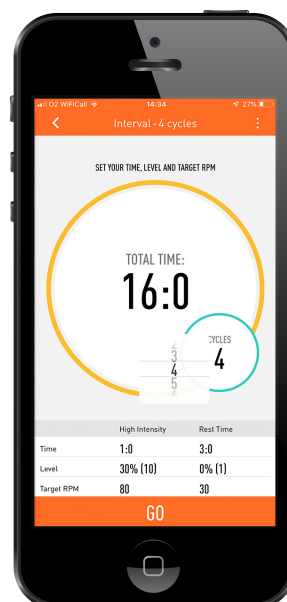 O2 WiFiCall 14:34 27%
Interval - 4 cycles
SET YOUR TIME, LEVEL AND TARGET RPM
TOTAL TIME:
16:0
CYCLES
4
2
3
4
5
6
High Intensity Rest Time
Time 1:0 3:0
Level 30% (10) 0% (1)
Target RPM 80 30
GO